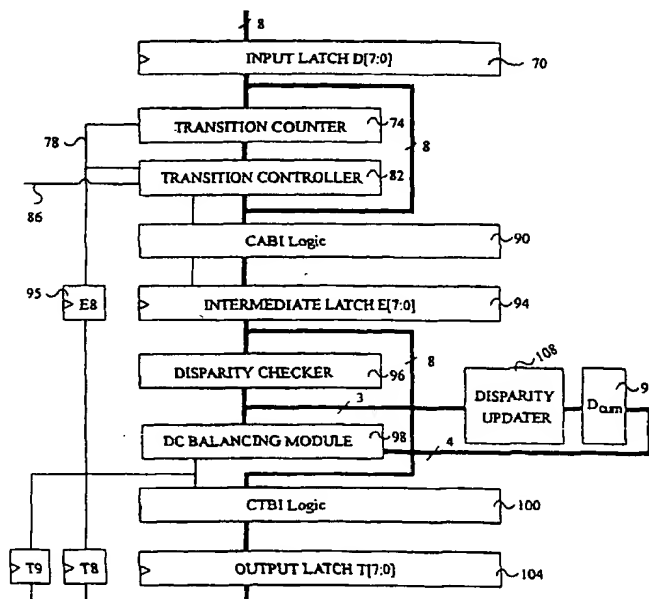 8
INPUT LATCH D[7:0]
70
78
TRANSITION COUNTER
74
8
TRANSITION CONTROLLER
82
86
CABI Logic
90
95
E8
INTERMEDIATE LATCH E[7:0]
94
DISPARITY CHECKER
96
8
108
DISPARITY
UPDATER
9
Dcum
3
DC BALANCING MODULE
98
4
CTBI Logic
100
T9
T8
OUTPUT LATCH T[7:0]
104